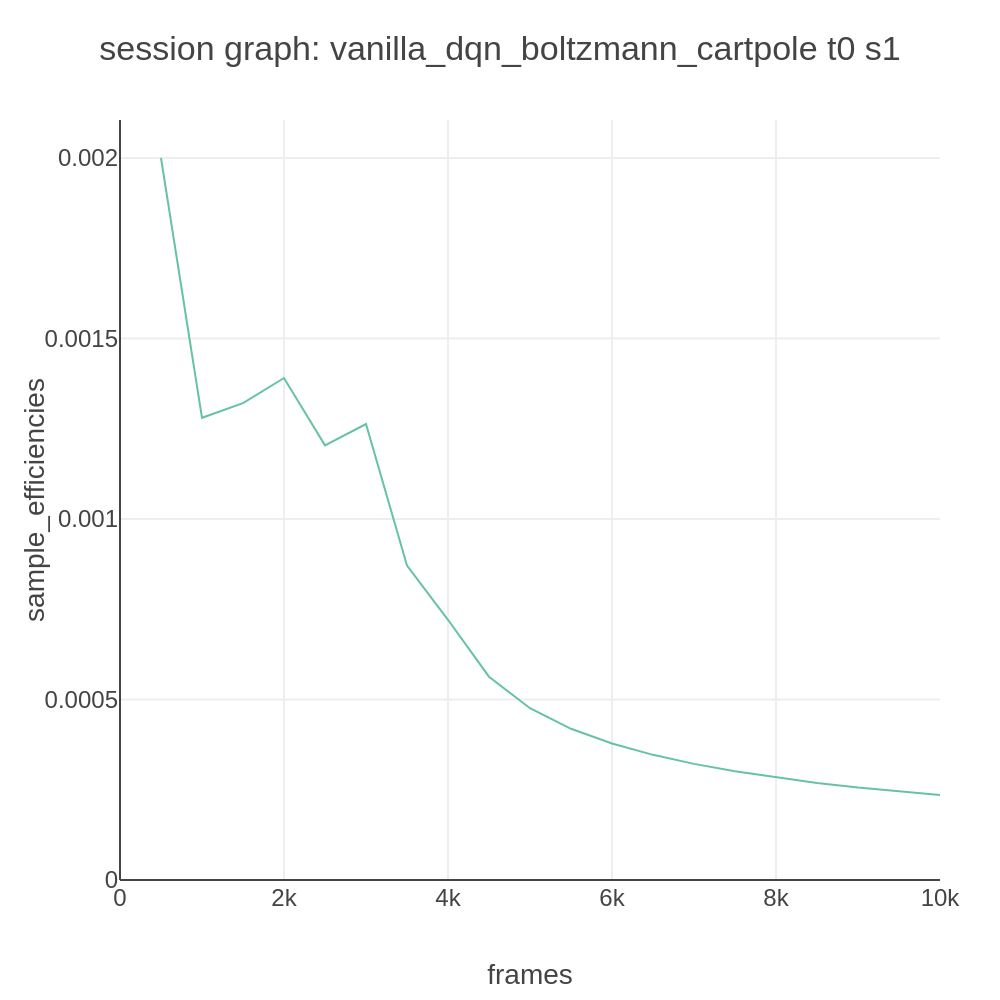 session graph: vanilla_dqn_boltzmann_cartpole t0 s1
sample_efficiencies
0.002
0.0015
0.001
0.0005
0
0
2k
4k
6k
8k
10k
frames